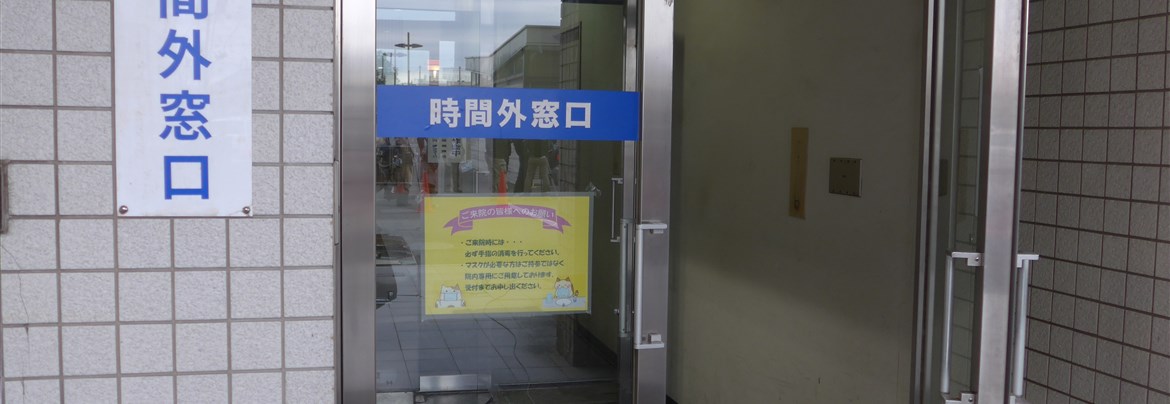 間外窓口
時間外窓口
ご来院の皆様へのお願い
・ご来院時には・・・
必ず手指の消毒を行ってください。
・マスクが必要な方はご持参ではなく
院内専用にご用意しております。
受付までお申し出ください。